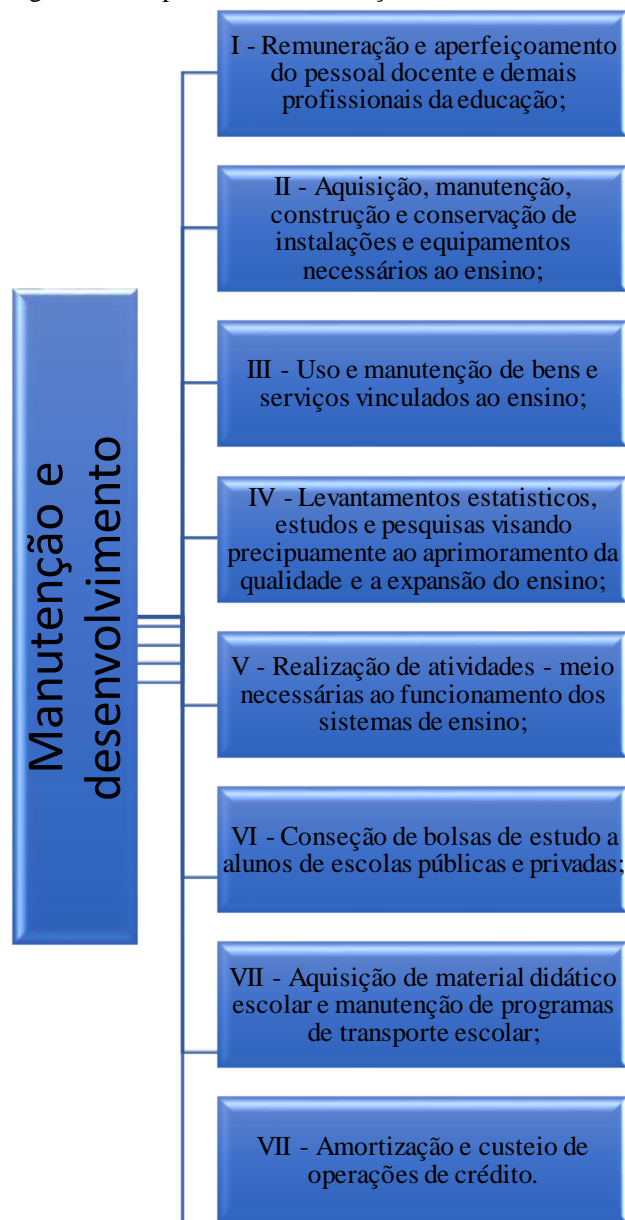 Manutenção e
desenvolvimento
I - Remuneração e aperfeiçoamento
do pessoal docente e demais
profissionais da educação;
II - Aquisição, manutenção,
construção e conservação de
instalações e equipamentos
necessários ao ensino;
III - Uso e manutenção de bens e
serviços vinculados ao ensino;
IV - Levantamentos estatisticos,
estudos e pesquisas visando
precipuamente ao aprimoramento da
qualidade e a expansão do ensino;
V - Realização de atividades - meio
necessárias ao funcionamento dos
sistemas de ensino;
VI - Conseção de bolsas de estudo a
alunos de escolas públicas e privadas;
VII - Aquisição de material didático
escolar e manutenção de programas
de transporte escolar;
VII - Amortização e custeio de
operações de crédito.